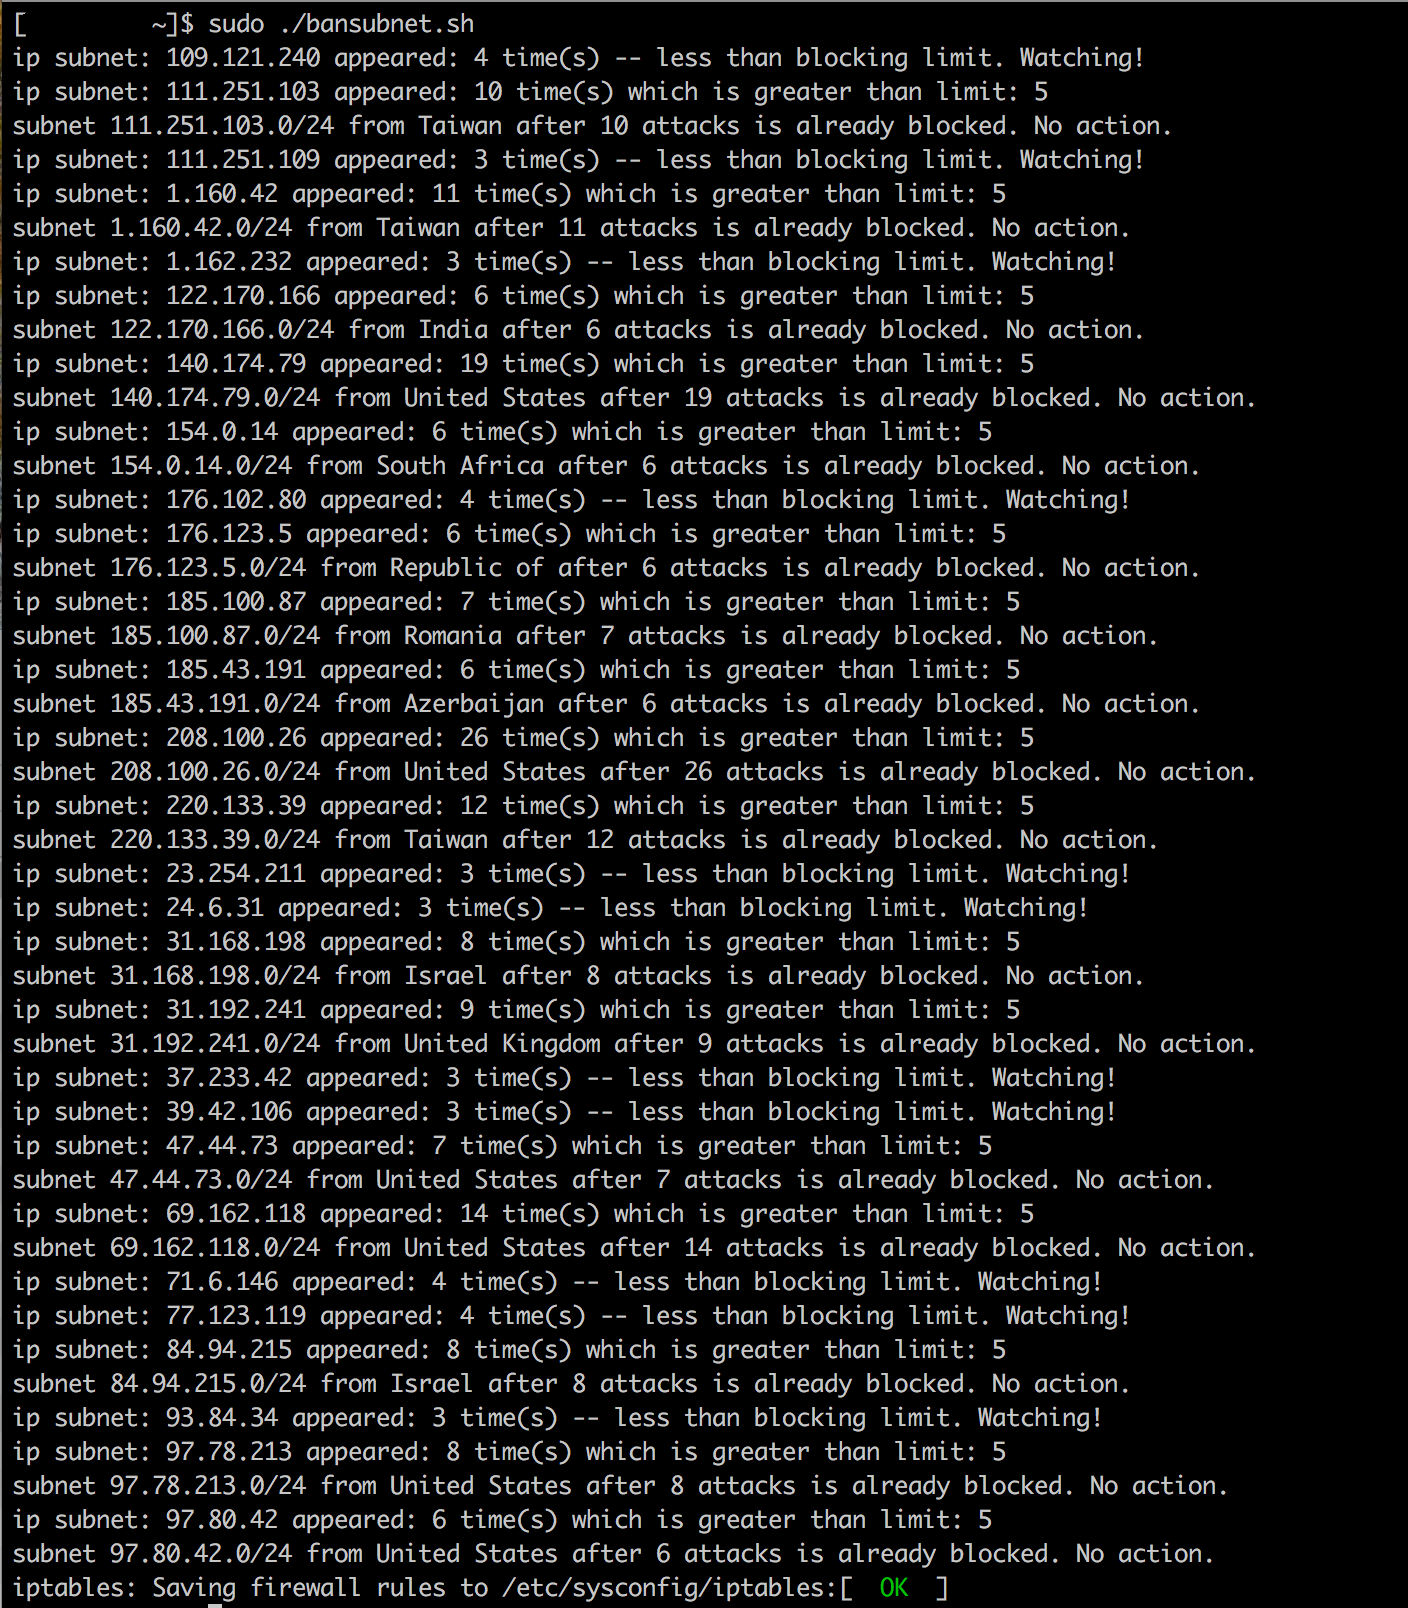 [         ~]$ sudo ./bansubnet.sh
ip subnet: 109.121.240 appeared: 4 time(s) -- less than blocking limit. Watching!
ip subnet: 111.251.103 appeared: 10 time(s) which is greater than limit: 5
subnet 111.251.103.0/24 from Taiwan after 10 attacks is already blocked. No action.
ip subnet: 111.251.109 appeared: 3 time(s) -- less than blocking limit. Watching!
ip subnet: 1.160.42 appeared: 11 time(s) which is greater than limit: 5
subnet 1.160.42.0/24 from Taiwan after 11 attacks is already blocked. No action.
ip subnet: 1.162.232 appeared: 3 time(s) -- less than blocking limit. Watching!
ip subnet: 122.170.166 appeared: 6 time(s) which is greater than limit: 5
subnet 122.170.166.0/24 from India after 6 attacks is already blocked. No action.
ip subnet: 140.174.79 appeared: 19 time(s) which is greater than limit: 5
subnet 140.174.79.0/24 from United States after 19 attacks is already blocked. No action.
ip subnet: 154.0.14 appeared: 6 time(s) which is greater than limit: 5
subnet 154.0.14.0/24 from South Africa after 6 attacks is already blocked. No action.
ip subnet: 176.102.80 appeared: 4 time(s) -- less than blocking limit. Watching!
ip subnet: 176.123.5 appeared: 6 time(s) which is greater than limit: 5
subnet 176.123.5.0/24 from Republic of after 6 attacks is already blocked. No action.
ip subnet: 185.100.87 appeared: 7 time(s) which is greater than limit: 5
subnet 185.100.87.0/24 from Romania after 7 attacks is already blocked. No action.
ip subnet: 185.43.191 appeared: 6 time(s) which is greater than limit: 5
subnet 185.43.191.0/24 from Azerbaijan after 6 attacks is already blocked. No action.
ip subnet: 208.100.26 appeared: 26 time(s) which is greater than limit: 5
subnet 208.100.26.0/24 from United States after 26 attacks is already blocked. No action.
ip subnet: 220.133.39 appeared: 12 time(s) which is greater than limit: 5
subnet 220.133.39.0/24 from Taiwan after 12 attacks is already blocked. No action.
ip subnet: 23.254.211 appeared: 3 time(s) -- less than blocking limit. Watching!
ip subnet: 24.6.31 appeared: 3 time(s) -- less than blocking limit. Watching!
ip subnet: 31.168.198 appeared: 8 time(s) which is greater than limit: 5
subnet 31.168.198.0/24 from Israel after 8 attacks is already blocked. No action.
ip subnet: 31.192.241 appeared: 9 time(s) which is greater than limit: 5
subnet 31.192.241.0/24 from United Kingdom after 9 attacks is already blocked. No action.
ip subnet: 37.233.42 appeared: 3 time(s) -- less than blocking limit. Watching!
ip subnet: 39.42.106 appeared: 3 time(s) -- less than blocking limit. Watching!
ip subnet: 47.44.73 appeared: 7 time(s) which is greater than limit: 5
subnet 47.44.73.0/24 from United States after 7 attacks is already blocked. No action.
ip subnet: 69.162.118 appeared: 14 time(s) which is greater than limit: 5
subnet 69.162.118.0/24 from United States after 14 attacks is already blocked. No action.
ip subnet: 71.6.146 appeared: 4 time(s) -- less than blocking limit. Watching!
ip subnet: 77.123.119 appeared: 4 time(s) -- less than blocking limit. Watching!
ip subnet: 84.94.215 appeared: 8 time(s) which is greater than limit: 5
subnet 84.94.215.0/24 from Israel after 8 attacks is already blocked. No action.
ip subnet: 93.84.34 appeared: 3 time(s) -- less than blocking limit. Watching!
ip subnet: 97.78.213 appeared: 8 time(s) which is greater than limit: 5
subnet 97.78.213.0/24 from United States after 8 attacks is already blocked. No action.
ip subnet: 97.80.42 appeared: 6 time(s) which is greater than limit: 5
subnet 97.80.42.0/24 from United States after 6 attacks is already blocked. No action.
iptables: Saving firewall rules to /etc/sysconfig/iptables:[  OK  ]